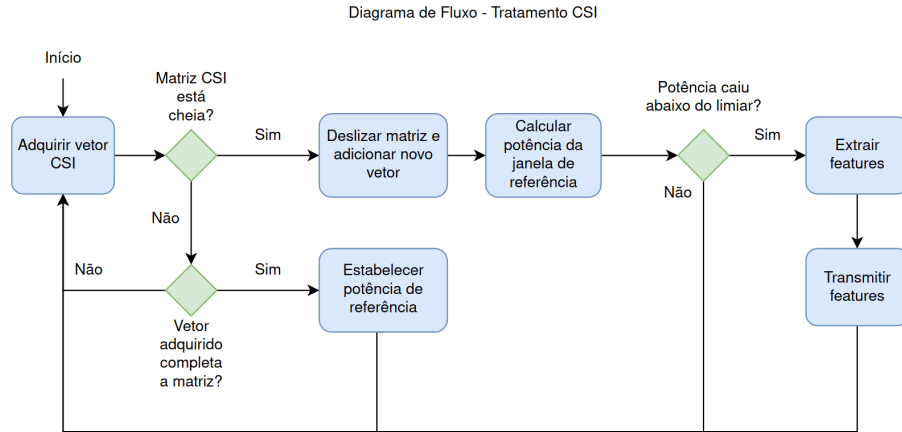 Diagrama de Fluxo - Tratamento CSI
Início
Adquirir vetor
CSI
Matriz CSI
está
cheia?
Sim
Não
Deslizar matriz e
adicionar novo
vetor
Calcular
potência da
janela de
referência
Potência caiu
abaixo do limiar?
Sim
Não
Extrair
features
Transmitir
features
Não
Vetor
adquirido
completa
a matriz?
Sim
Estabelecer
potência de
referência